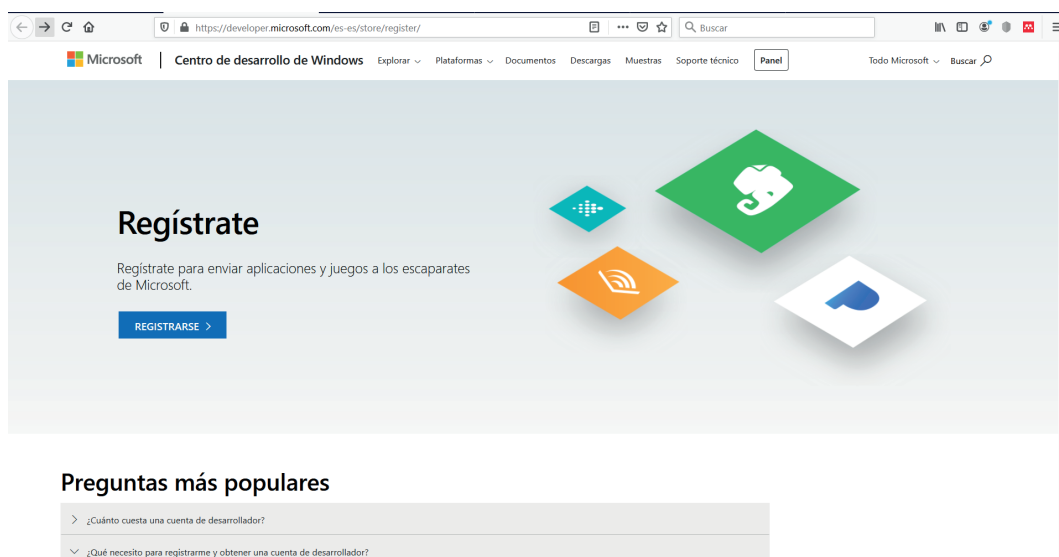 https://developer.microsoft.com/es-es/store/register/
Buscar
Microsoft
Centro de desarrollo de Windows
Explorar
Plataformas
Documentos
Descargas
Muestras
Soporte técnico
Panel
Todo Microsoft
Buscar
Regístrate
Regístrate para enviar aplicaciones y juegos a los escaparates
de Microsoft.
REGISTRARSE >
Preguntas más populares
¿Cuánto cuesta una cuenta de desarrollador?
¿Qué necesito para registrarme y obtener una cuenta de desarrollador?